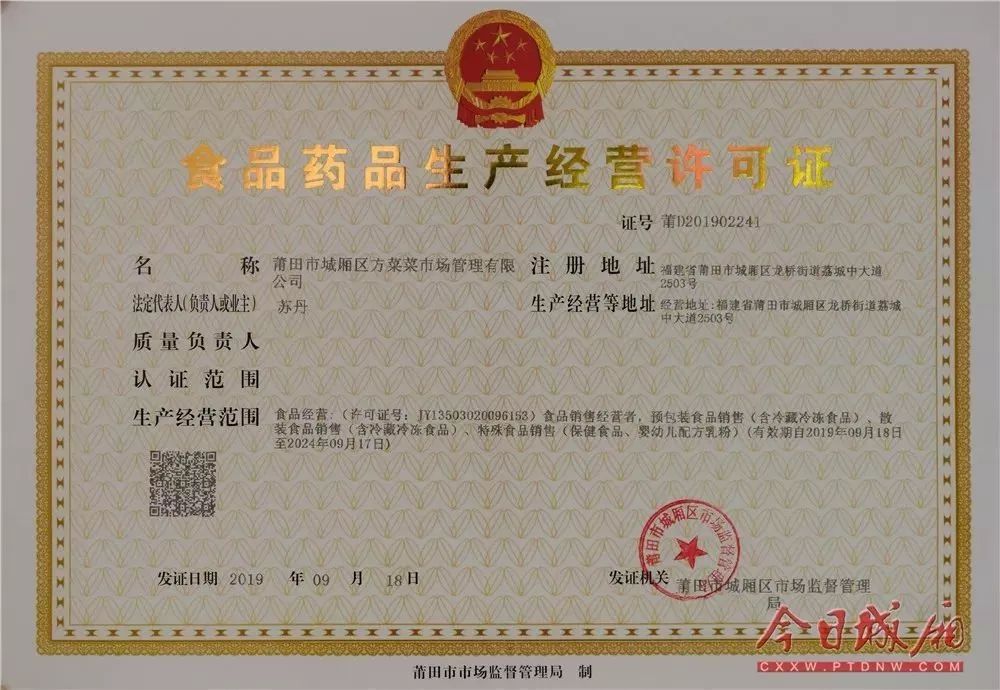 食品药品生产经营许可证
证号 莆D201902241
名称 莆田市城厢区方菜菜市场管理有限
公司
法定代表人(负责人或业主) 苏丹
质量负责人
认证范围
注册地址 福建省莆田市城厢区龙桥街道荔城中大道
2503号
生产经营等地址 经营地址:福建省莆田市城厢区龙桥街道荔城
中大道2503号
生产经营范围 食品经营:(许可证号:JY13503020096153)食品销售经营者,预包装食品销售(含冷藏冷冻食品)、散
装食品销售(含冷藏冷冻食品)、特殊食品销售(保健食品、婴幼儿配方乳粉)(有效期自2019年09月18日
至2024年09月17日)
发证日期 2019 年 09 月 18 日
莆田市城厢区市场监督管理局
发证机关 莆田市城厢区市场监督管理
局
莆田市市场监督管理局 制
今日城厢
CXXW.PTDNW.COM